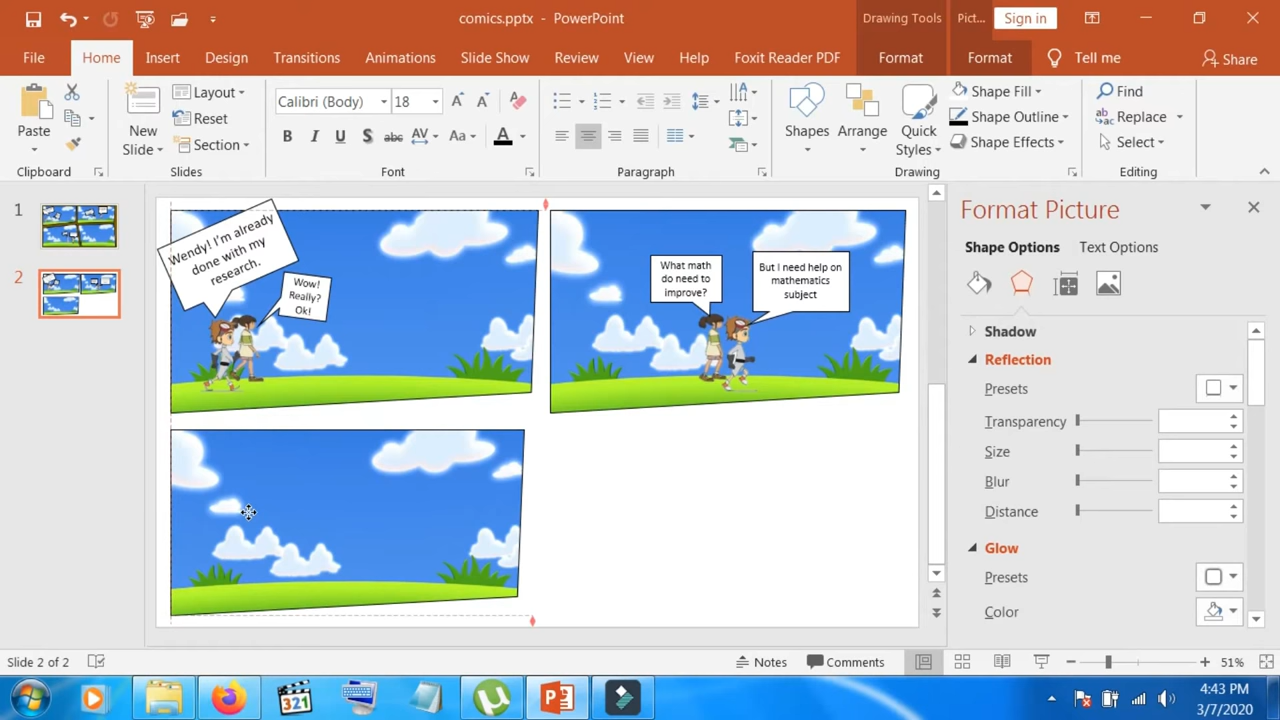 comics.pptx - PowerPoint
Drawing Tools
Pict...
Sign in
File
Home
Insert
Design
Transitions
Animations
Slide Show
Review
View
Help
Foxit Reader PDF
Format
Format
Tell me
Share
Paste
Clipboard
New
Slide
Layout
Reset
Section
Slides
Calibri (Body)
18
B I U S abc AV Aa A
Font
Paragraph
Shapes
Arrange
Quick
Styles
Shape Fill
Shape Outline
Shape Effects
Drawing
Find
Replace
Select
Editing
1
2
Wendy! I'm already
done with my
research.
Wow!
Really?
Ok!
What math
do need to
improve?
But I need help on
mathematics
subject
Format Picture
Shape Options
Text Options
Shadow
Reflection
Presets
Transparency
Size
Blur
Distance
Glow
Presets
Color
Slide 2 of 2
Notes
Comments
51%
321
4:43 PM
3/7/2020